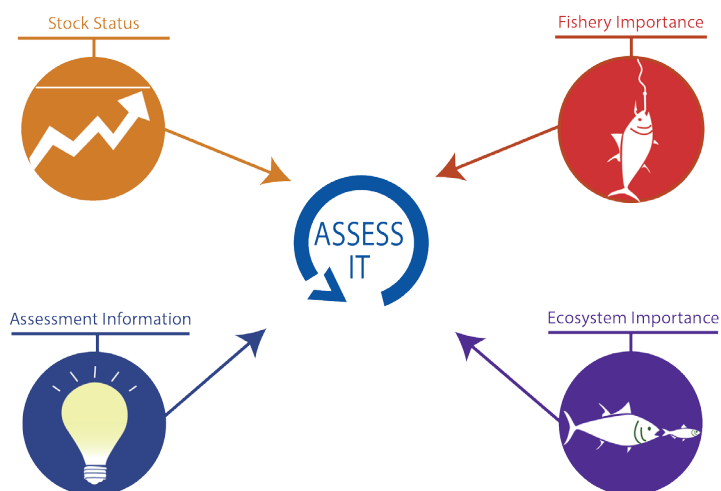 Stock Status
Fishery Importance
ASSESS
IT
Assessment Information
Ecosystem Importance